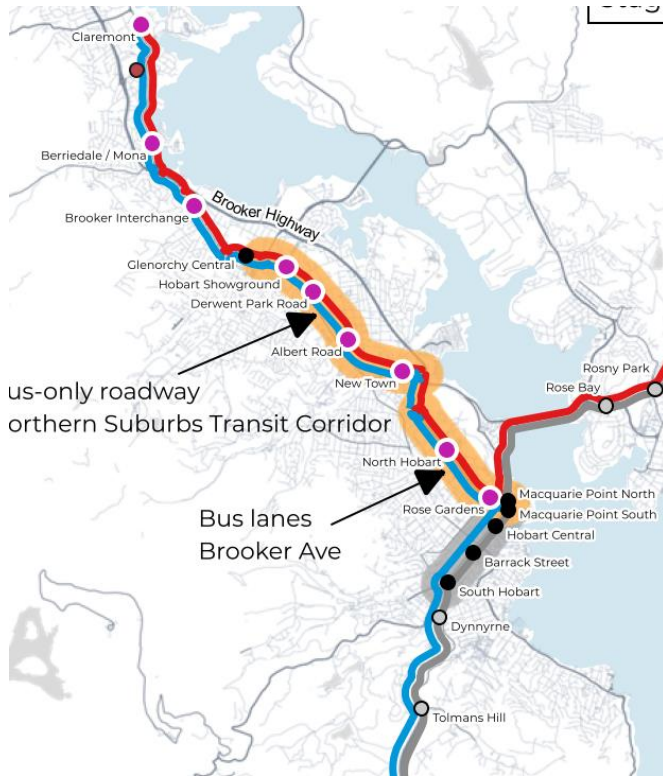 Claremont
Berriedale / Mona
Brooker Interchange
Brooker Highway
Glenorchy Central
Hobart Showground
Derwent Park Road
Albert Road
New Town
us-only roadway
orthern Suburbs Transit Corridor
Rosny Park
Rose Bay
North Hobart
Rose Gardens
Macquarie Point North
Macquarie Point South
Hobart Central
Barrack Street
South Hobart
Bus lanes
Brooker Ave
Dynnyrne
Tolmans Hill